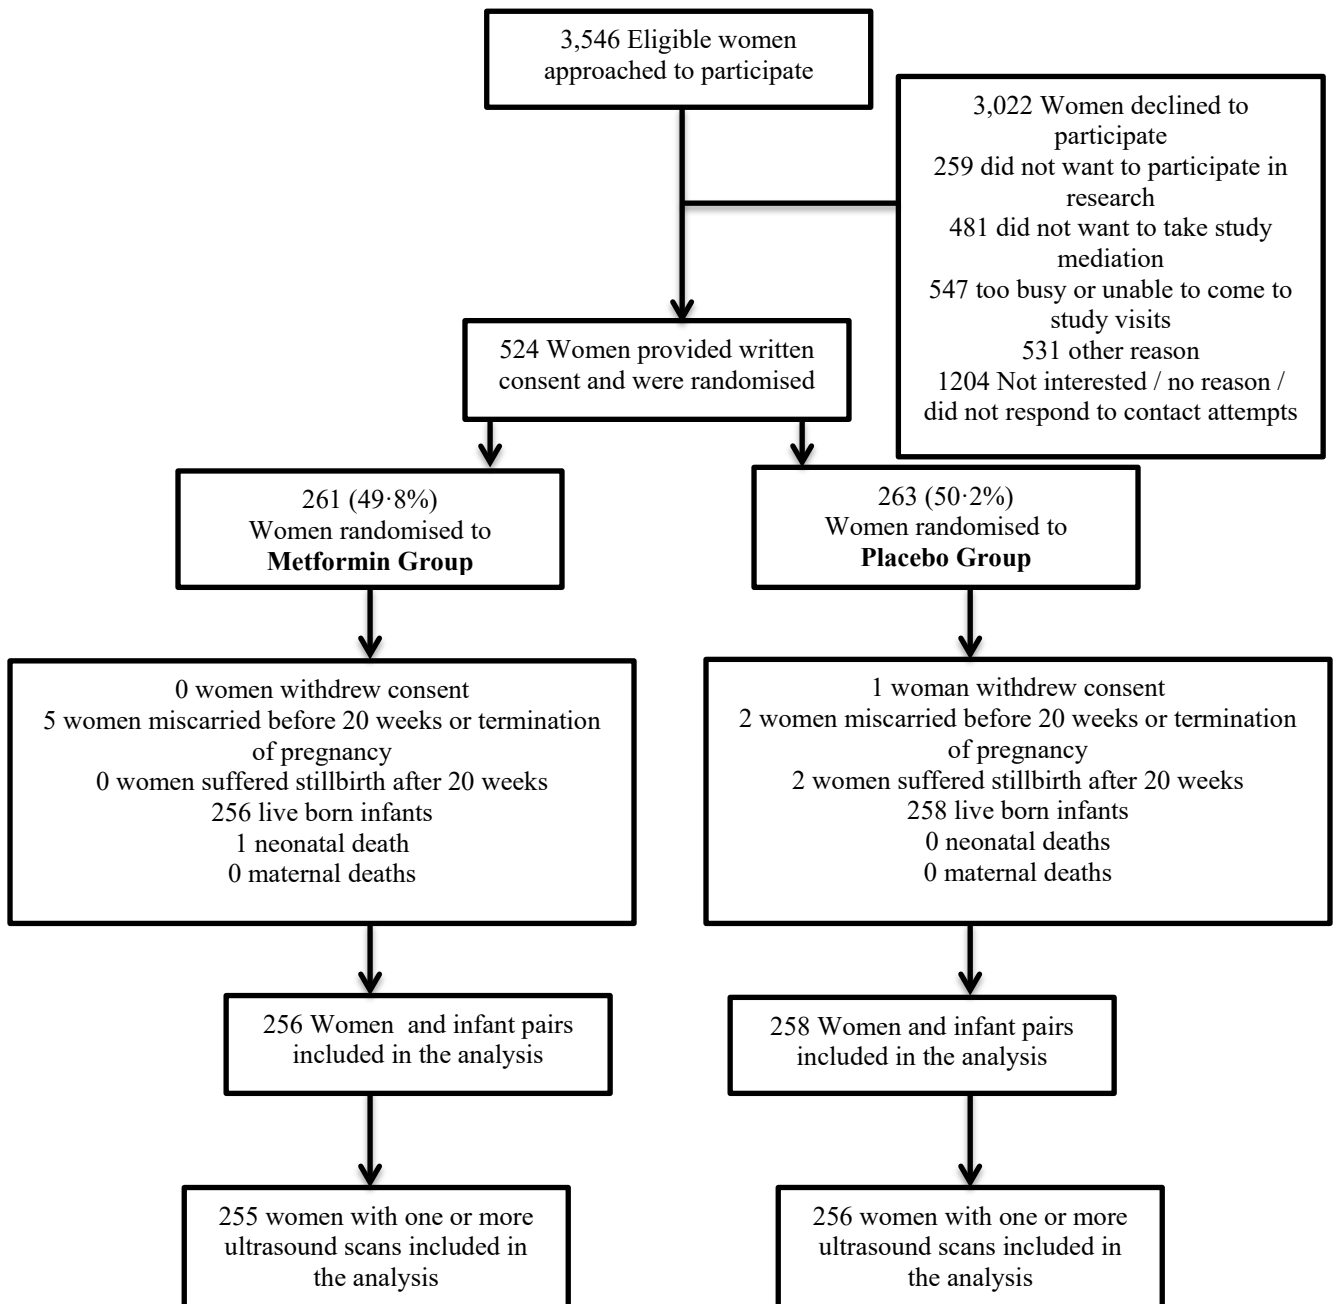 3,546 Eligible women
approached to participate
3,022 Women declined to
participate
259 did not want to participate in
research
481 did not want to take study
mediation
547 too busy or unable to come to
study visits
531 other reason
1204 Not interested / no reason /
did not respond to contact attempts
524 Women provided written
consent and were randomised
261 (49·8%)
Women randomised to
Metformin Group
263 (50·2%)
Women randomised to
Placebo Group
0 women withdrew consent
5 women miscarried before 20 weeks or termination
of pregnancy
0 women suffered stillbirth after 20 weeks
256 live born infants
1 neonatal death
0 maternal deaths
1 woman withdrew consent
2 women miscarried before 20 weeks or termination
of pregnancy
2 women suffered stillbirth after 20 weeks
258 live born infants
0 neonatal deaths
0 maternal deaths
256 Women and infant pairs
included in the analysis
258 Women and infant pairs
included in the analysis
255 women with one or more
ultrasound scans included in
the analysis
256 women with one or more
ultrasound scans included in
the analysis